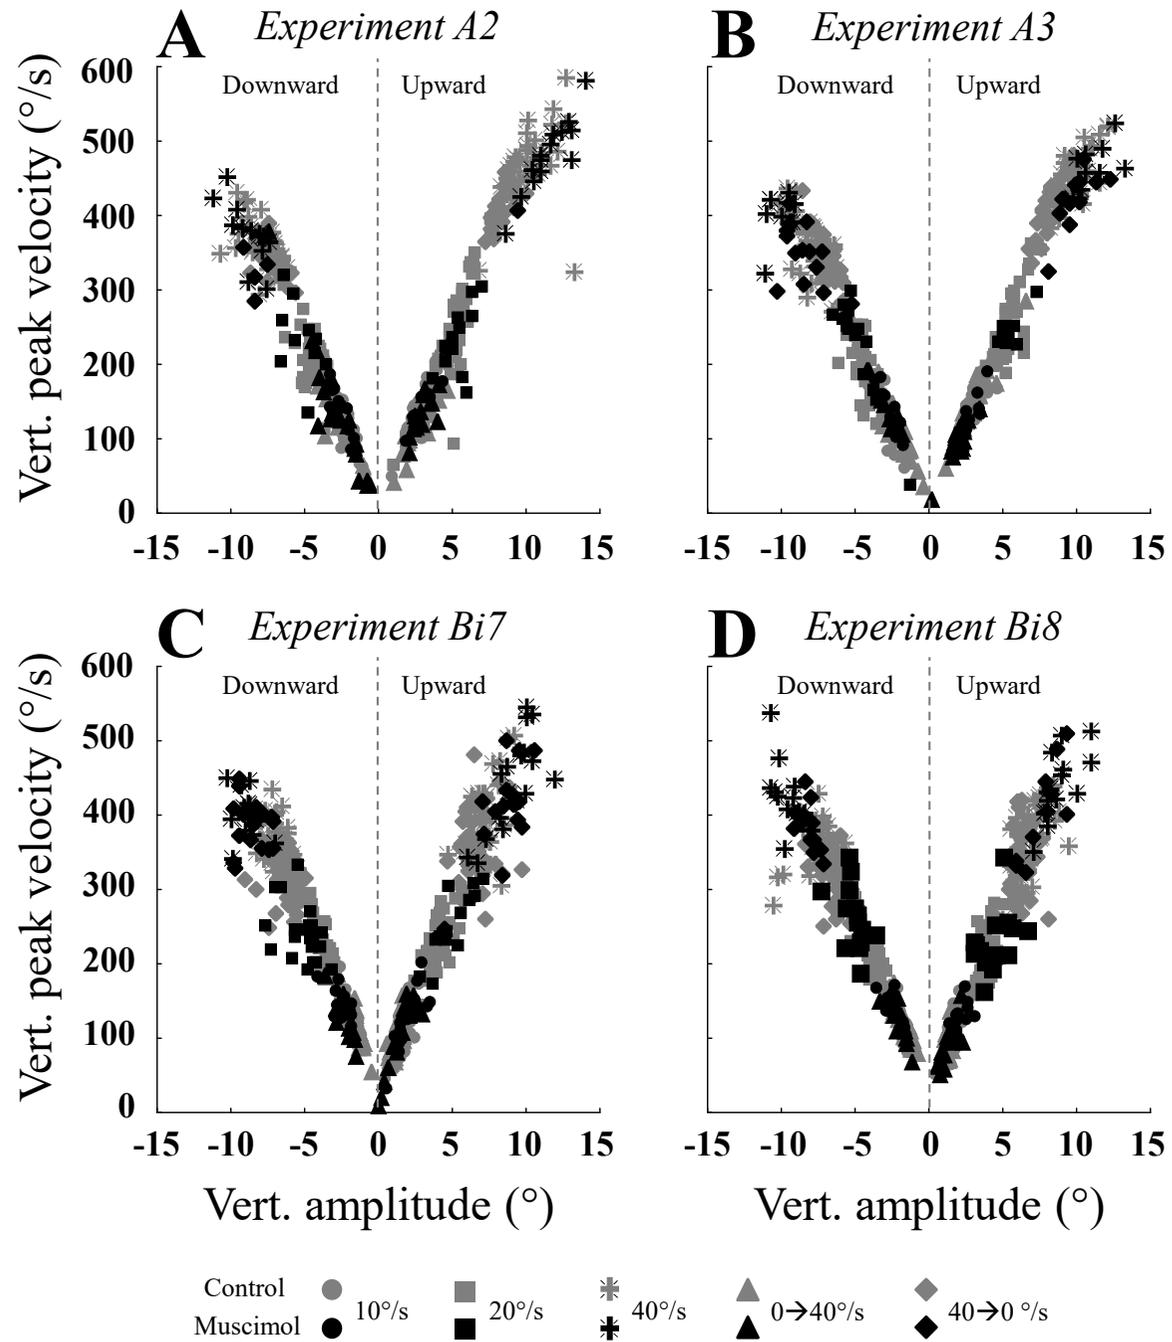 A Experiment A2
B Experiment A3
Vert. peak velocity (°/s)
600
500
400
300
200
100
0
Downward Upward
Downward Upward
-15 -10 -5 0 5 10 15
-15 -10 -5 0 5 10 15
C Experiment Bi7
D Experiment Bi8
Vert. peak velocity (°/s)
600
500
400
300
200
100
0
Downward Upward
Downward Upward
-15 -10 -5 0 5 10 15
-15 -10 -5 0 5 10 15
Vert. amplitude (°)
Vert. amplitude (°)
Control
Muscimol
10°/s
20°/s
40°/s
0→40°/s
40→0 °/s